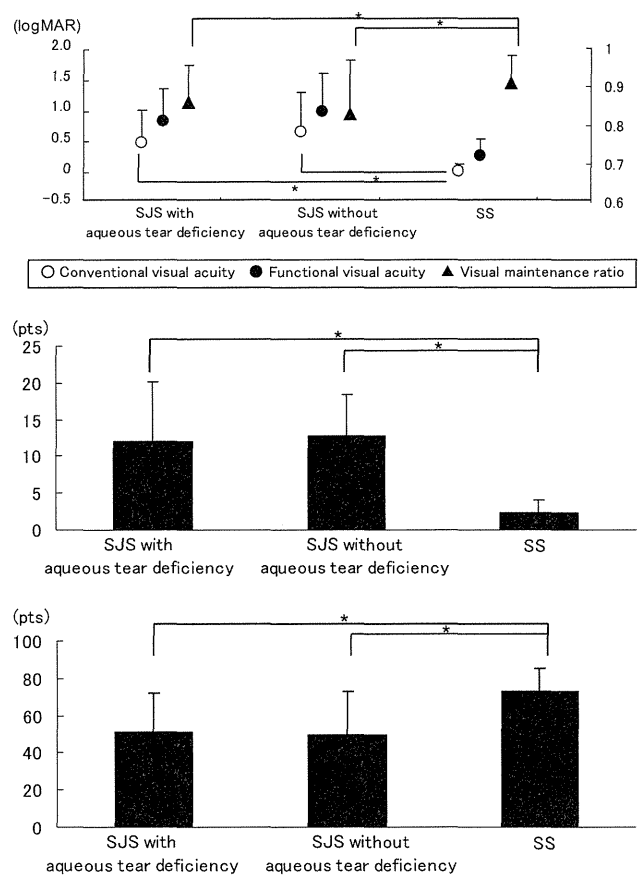 (logMAR)
2.0
1.5
1.0
0.5
0
-0.5
1
0.9
0.8
0.7
0.6
*
*
*
*
SJS with
aqueous tear deficiency
SJS without
aqueous tear deficiency
SS
Conventional visual acuity
Functional visual acuity
Visual maintenance ratio
(pts)
25
20
15
10
5
0
*
*
SJS with
aqueous tear deficiency
SJS without
aqueous tear deficiency
SS
(pts)
100
80
60
40
20
0
*
*
SJS with
aqueous tear deficiency
SJS without
aqueous tear deficiency
SS